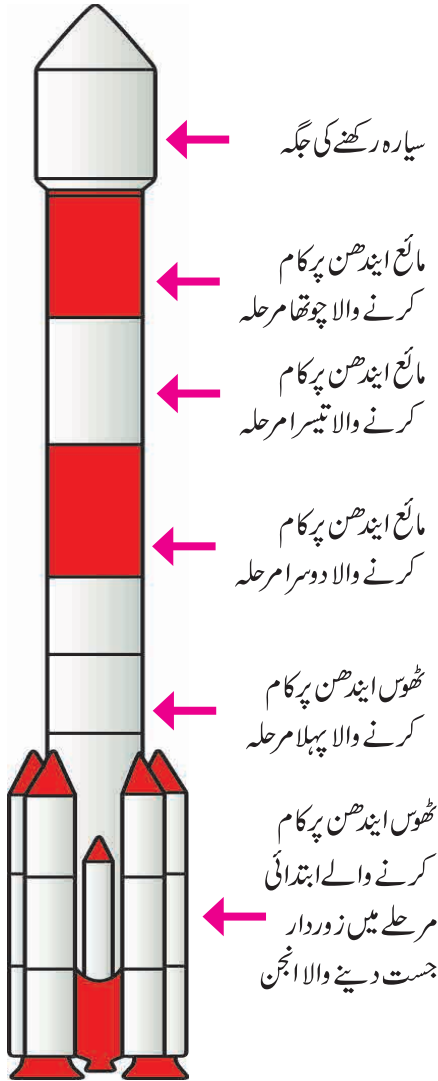 سیارہ رکھنے کی جگہ
مائع ایندھن پر کام
کرنے والا چوتھا مرحلہ
مائع ایندھن پر کام
کرنے والا تیسرا مرحلہ
مائع ایندھن پر کام
کرنے والا دوسرا مرحلہ
ٹھوس ایندھن پر کام
کرنے والا پہلا مرحلہ
ٹھوس ایندھن پر کام
کرنے والے ابتدائی
مرحلے میں زوردار
جست دینے والا انجن